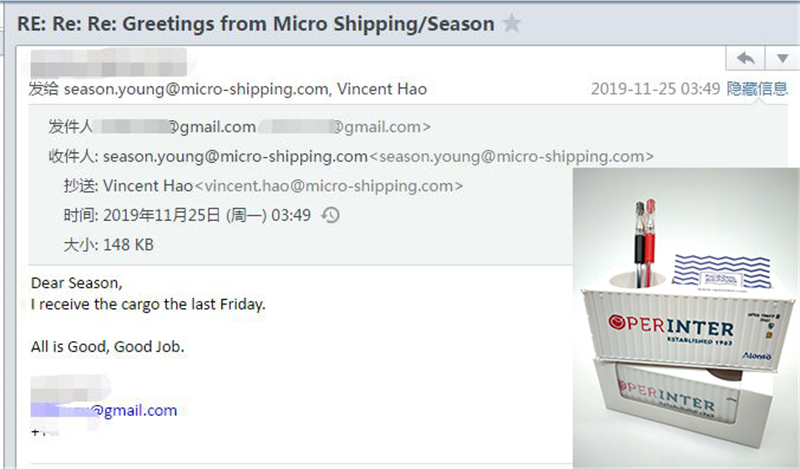 RE: Re: Re: Greetings from Micro Shipping/Season
发给 season.young@micro-shipping.com, Vincent Hao 2019-11-25 03:49 隐藏信息
发件人 @gmail.com @gmail.com>
收件人: season.young@micro-shipping.com<season.young@micro-shipping.com>
抄送: Vincent Hao<vincent.hao@micro-shipping.com>
时间: 2019年11月25日 (周一) 03:49
大小: 148 KB
Dear Season,
I receive the cargo the last Friday.
All is Good, Good Job.
@gmail.com
+
OPERINTER
ESTABLISHED 1963
Alonso
OPERINTER
ESTABLISHED 1963